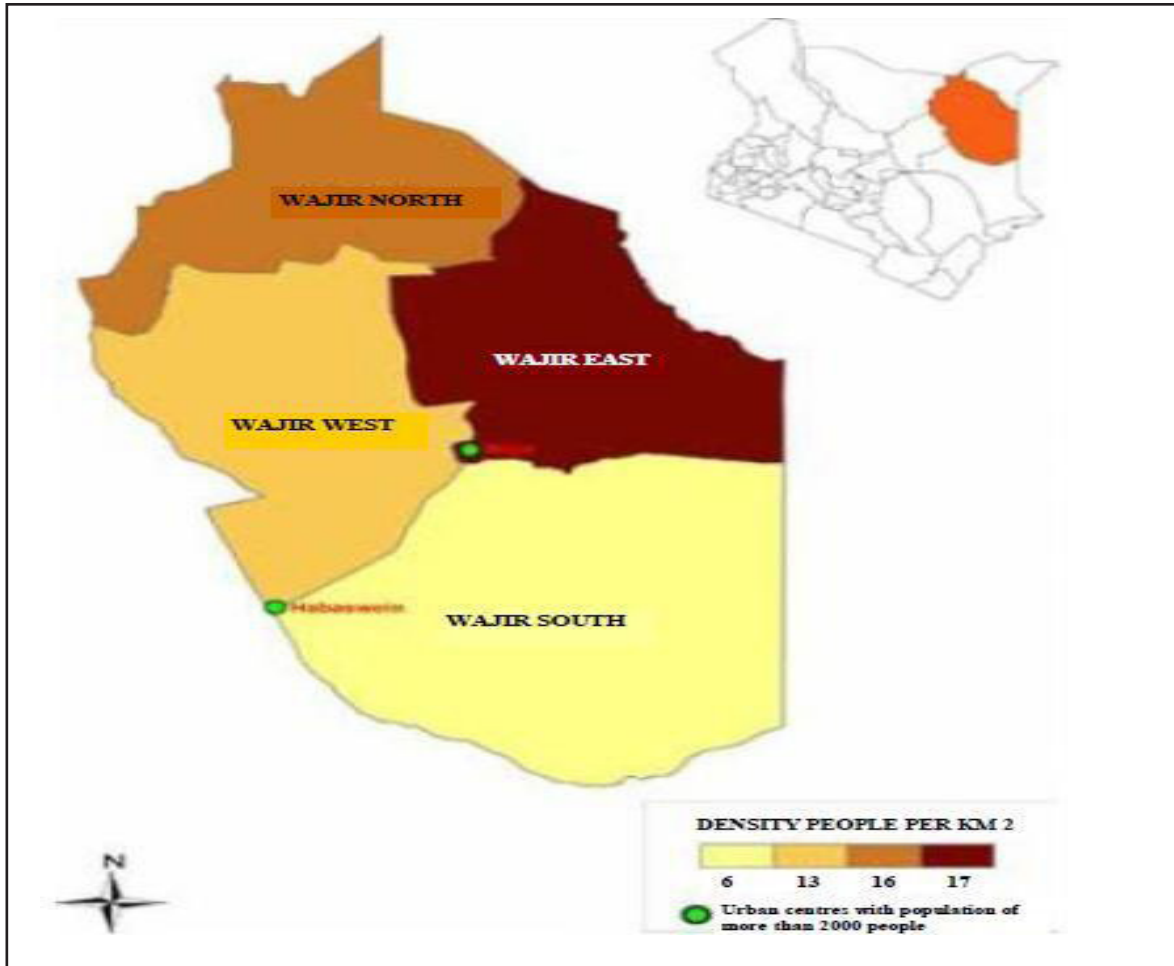 WAJIR NORTH
WAJIR EAST
WAJIR WEST
Habaswein
WAJIR SOUTH
DENSITY PEOPLE PER KM 2
6 13 16 17
Urban centres with population of
more than 2000 people
N